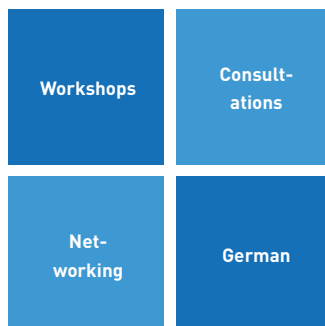 Workshops
Consult-
ations
Net-
working
German